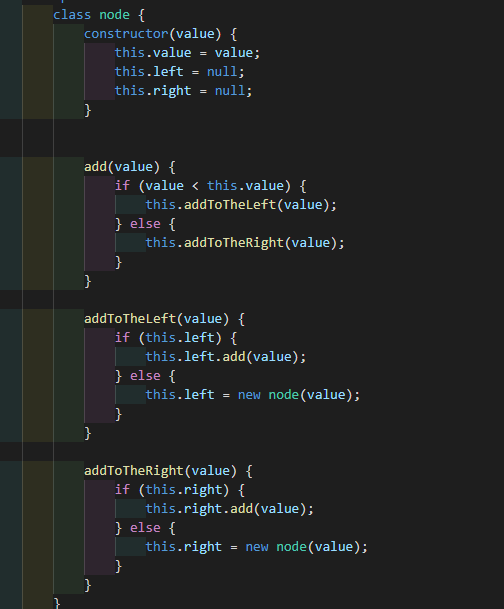 class node {
constructor(value) {
this.value = value;
this.left = null;
this.right = null;
}
add(value) {
if (value < this.value) {
this.addToTheLeft(value);
} else {
this.addToTheRight(value);
}
}
addToTheLeft(value) {
if (this.left) {
this.left.add(value);
} else {
this.left = new node(value);
}
}
addToTheRight(value) {
if (this.right) {
this.right.add(value);
} else {
this.right = new node(value);
}
}
}